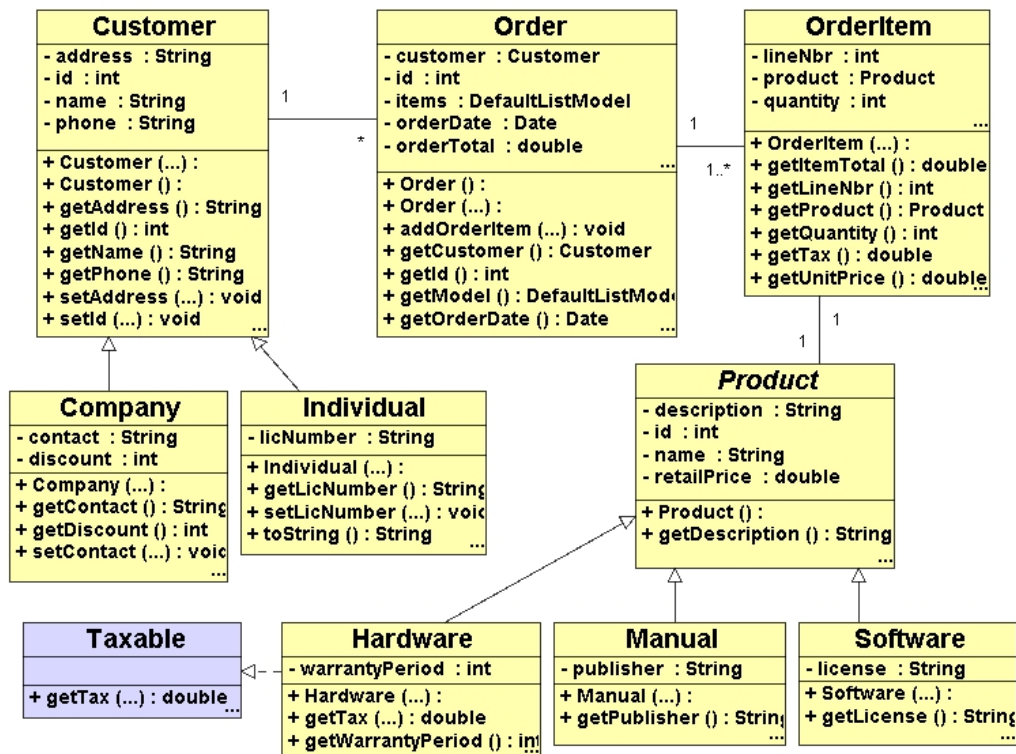 Customer
- address : String
- id : int
- name : String
- phone : String
...
+ Customer (...) :
+ Customer () :
+ getAddress () : String
+ getId () : int
+ getName () : String
+ getPhone () : String
+ setAddress (...) : void
+ setId (...) : void
...
1
*
Order
- customer : Customer
- id : int
- items : DefaultListModel
- orderDate : Date
- orderTotal : double
...
+ Order () :
+ Order (...) :
+ addOrderItem (...) : void
+ getCustomer () : Customer
+ getId () : int
+ getModel () : DefaultListMode
+ getOrderDate () : Date
...
1
1..*
OrderItem
- lineNbr : int
- product : Product
- quantity : int
...
+ OrderItem (...) :
+ getItemTotal () : double
+ getLineNbr () : int
+ getProduct () : Product
+ getQuantity () : int
+ getTax () : double
+ getUnitPrice () : double
...
1
1
Company
- contact : String
- discount : int
+ Company (...) :
+ getContact () : String
+ getDiscount () : int
+ setContact (...) : void
...
Individual
- licNumber : String
+ Individual (...) :
+ getLicNumber () : String
+ setLicNumber (...) : void
+ toString () : String
...
Product
- description : String
- id : int
- name : String
- retailPrice : double
+ Product () :
+ getDescription () : String
...
Taxable
+ getTax (...) : double
...
Hardware
- warrantyPeriod : int
+ Hardware (...) :
+ getTax (...) : double
+ getWarrantyPeriod () : int
...
Manual
- publisher : String
+ Manual (...) :
+ getPublisher () : String
...
Software
- license : String
+ Software (...) :
+ getLicense () : String
...